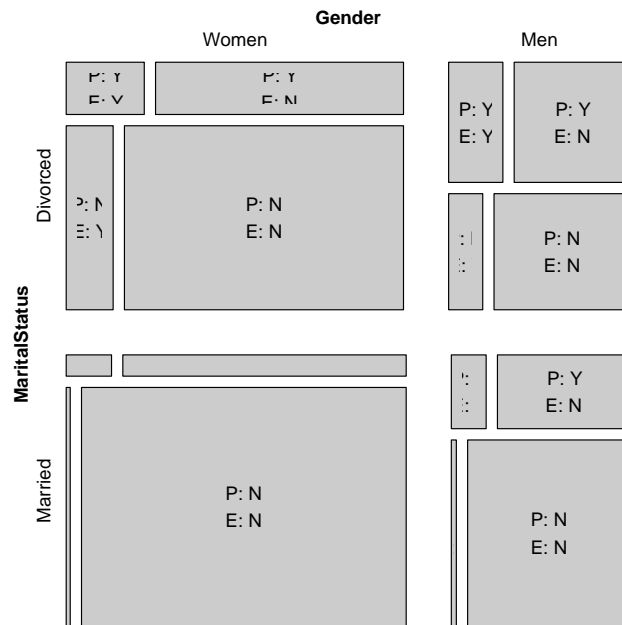 Gender
Women
Men
P: Y
E: Y
P: Y
E: N
P: Y
E: Y
P: Y
E: N
Divorced
P: N
E: Y
P: N
E: N
P: N
E: N
MaritalStatus
P: Y
E: N
Married
P: N
E: N
P: N
E: N